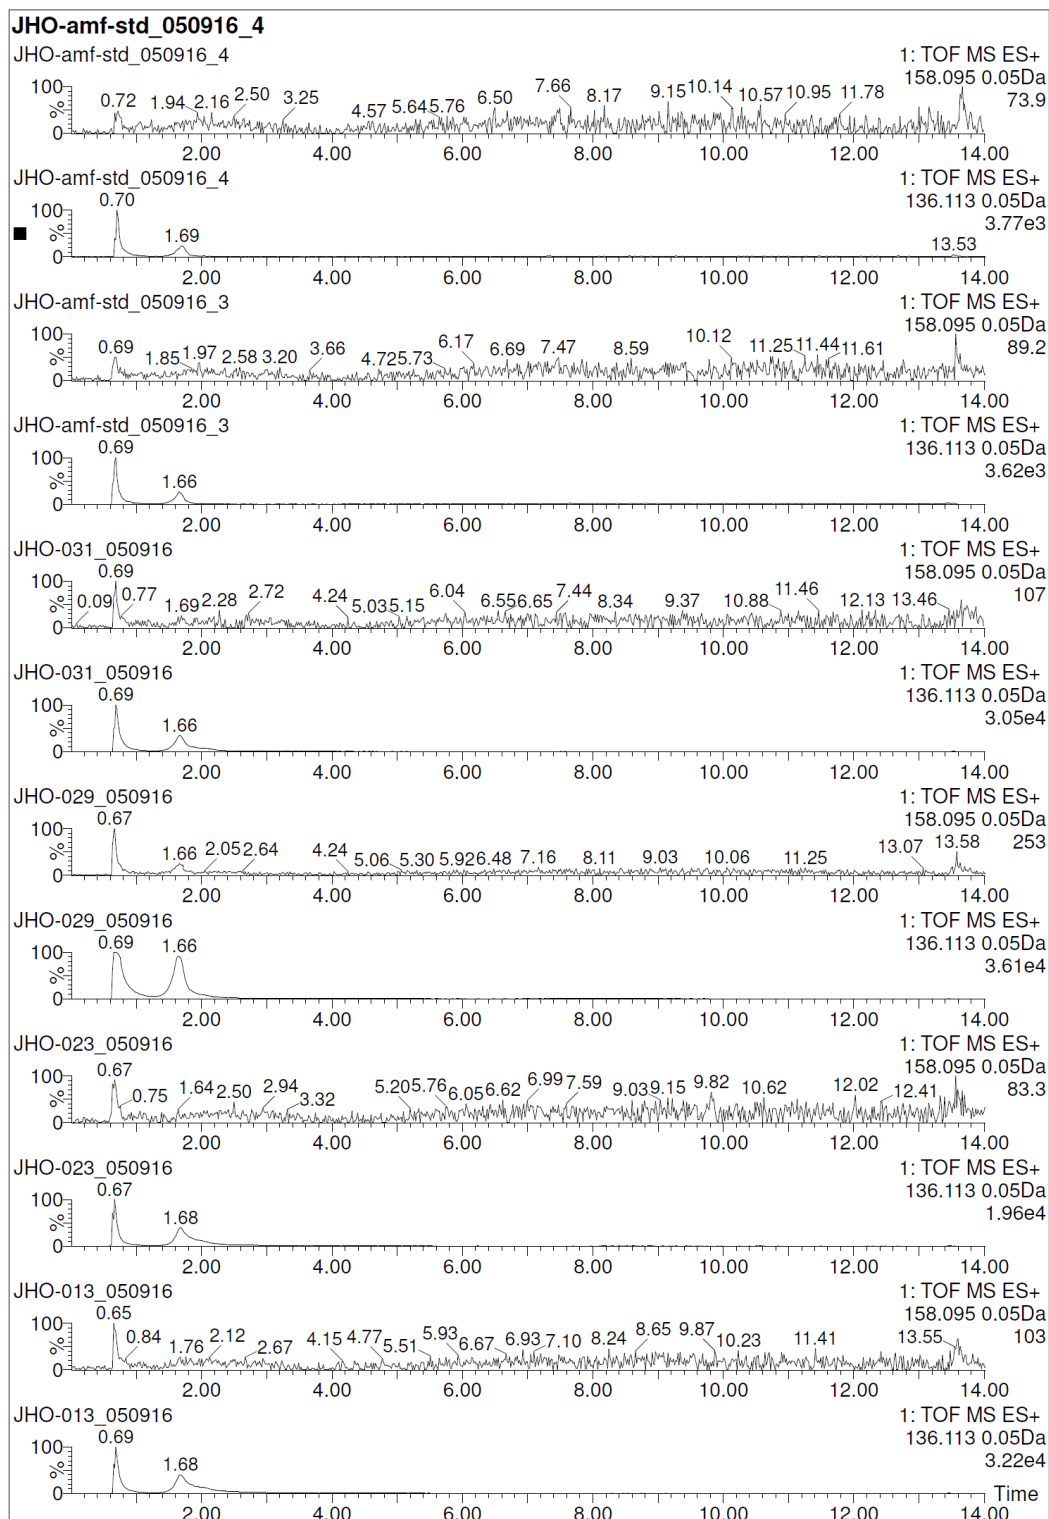 JHO-amf-std_050916_4
JHO-amf-std_050916_4 1: TOF MS ES+
158.095 0.05Da
73.9
100
%
0
0.72 1.94 2.16 2.50 3.25 4.57 5.64 5.76 6.50 7.66 8.17 9.15 10.14 10.57 10.95 11.78
2.00 4.00 6.00 8.00 10.00 12.00 14.00
JHO-amf-std_050916_4 1: TOF MS ES+
136.113 0.05Da
3.77e3
100
%
0
0.70 1.69 13.53
2.00 4.00 6.00 8.00 10.00 12.00 14.00
JHO-amf-std_050916_3 1: TOF MS ES+
158.095 0.05Da
89.2
100
%
0
0.69 1.85 1.97 2.58 3.20 3.66 4.72 5.73 6.17 6.69 7.47 8.59 10.12 11.25 11.44 11.61
2.00 4.00 6.00 8.00 10.00 12.00 14.00
JHO-amf-std_050916_3 1: TOF MS ES+
136.113 0.05Da
3.62e3
100
%
0
0.69 1.66
2.00 4.00 6.00 8.00 10.00 12.00 14.00
JHO-031_050916 1: TOF MS ES+
158.095 0.05Da
107
100
%
0
0.09 0.69 0.77 1.69 2.28 2.72 4.24 5.03 5.15 6.04 6.55 6.65 7.44 8.34 9.37 10.88 11.46 12.13 13.46
2.00 4.00 6.00 8.00 10.00 12.00 14.00
JHO-031_050916 1: TOF MS ES+
136.113 0.05Da
3.05e4
100
%
0
0.69 1.66
2.00 4.00 6.00 8.00 10.00 12.00 14.00
JHO-029_050916 1: TOF MS ES+
158.095 0.05Da
253
100
%
0
0.67 1.66 2.05 2.64 4.24 5.06 5.30 5.92 6.48 7.16 8.11 9.03 10.06 11.25 13.07 13.58
2.00 4.00 6.00 8.00 10.00 12.00 14.00
JHO-029_050916 1: TOF MS ES+
136.113 0.05Da
3.61e4
100
%
0
0.69 1.66
2.00 4.00 6.00 8.00 10.00 12.00 14.00
JHO-023_050916 1: TOF MS ES+
158.095 0.05Da
83.3
100
%
0
0.67 0.75 1.64 2.50 2.94 3.32 5.20 5.76 6.05 6.62 6.99 7.59 9.03 9.15 9.82 10.62 12.02 12.41
2.00 4.00 6.00 8.00 10.00 12.00 14.00
JHO-023_050916 1: TOF MS ES+
136.113 0.05Da
1.96e4
100
%
0
0.67 1.68
2.00 4.00 6.00 8.00 10.00 12.00 14.00
JHO-013_050916 1: TOF MS ES+
158.095 0.05Da
103
100
%
0
0.65 0.84 1.76 2.12 2.67 4.15 4.77 5.51 5.93 6.67 6.93 7.10 8.24 8.65 9.87 10.23 11.41 13.55
2.00 4.00 6.00 8.00 10.00 12.00 14.00
JHO-013_050916 1: TOF MS ES+
136.113 0.05Da
3.22e4
100
%
0
0.69 1.68
Time
2.00 4.00 6.00 8.00 10.00 12.00 14.00